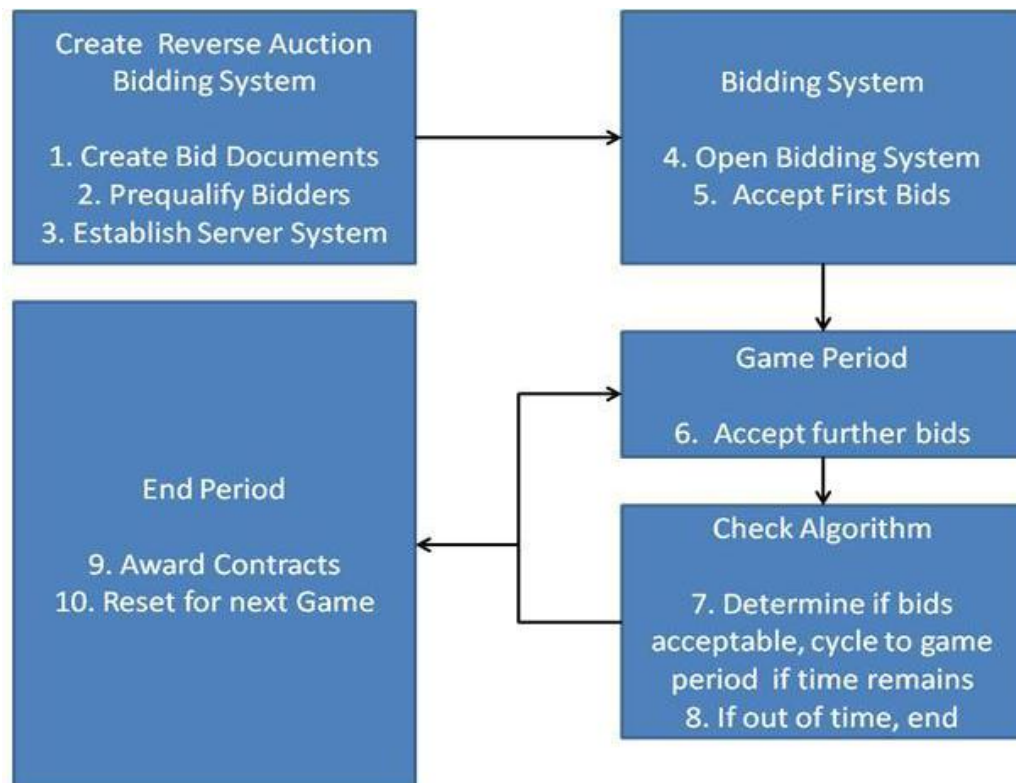 Create Reverse Auction
Bidding System
1. Create Bid Documents
2. Prequalify Bidders
3. Establish Server System
Bidding System
4. Open Bidding System
5. Accept First Bids
Game Period
6. Accept further bids
Check Algorithm
7. Determine if bids
acceptable, cycle to game
period if time remains
8. If out of time, end
End Period
9. Award Contracts
10. Reset for next Game